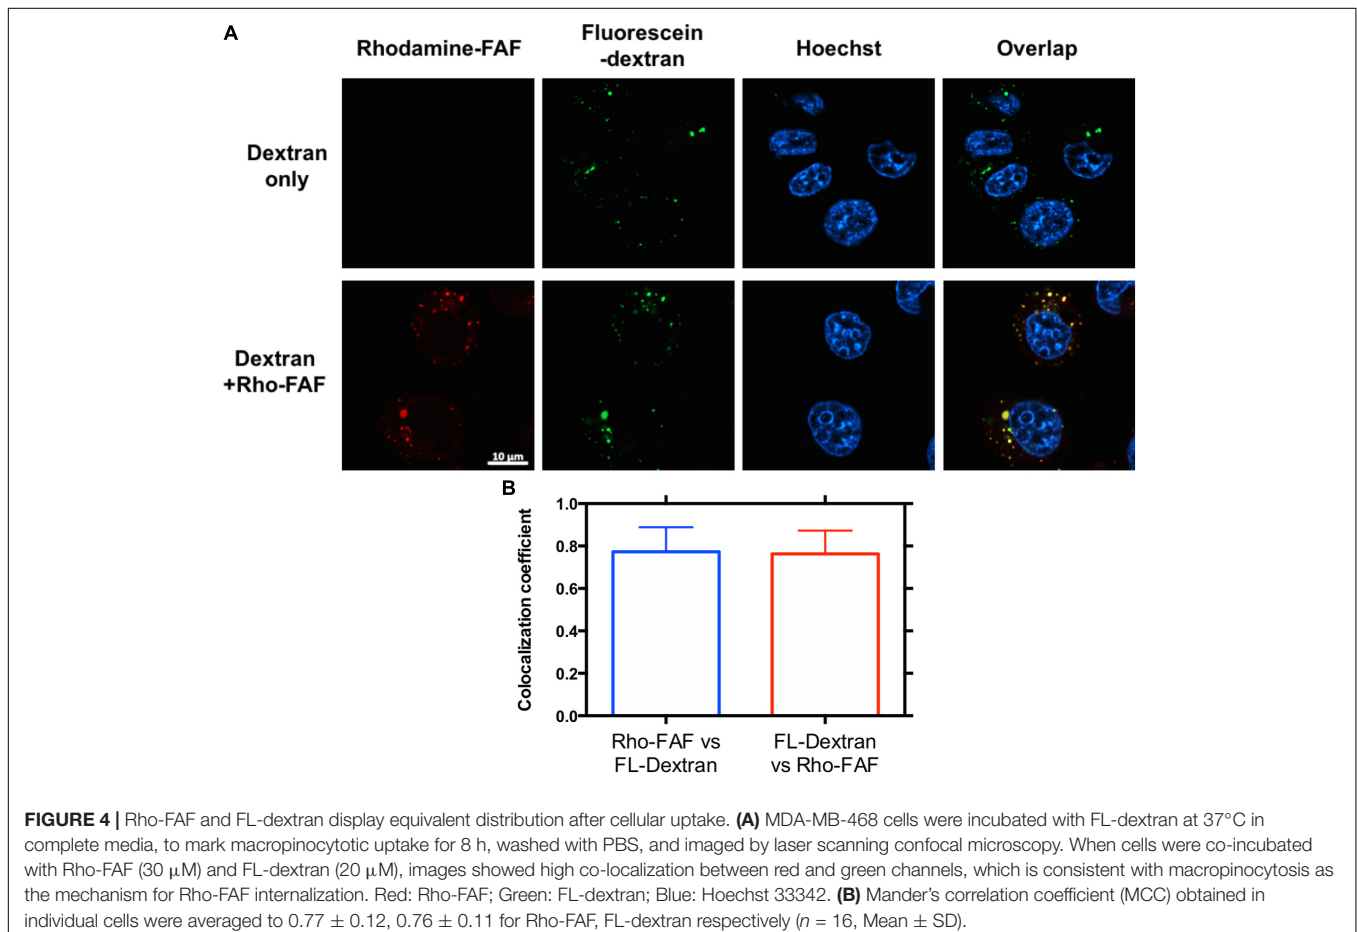 A
Rhodamine-FAF
Fluorescein
-dextran
Hoechst
Overlap
Dextran
only
Dextran
+Rho-FAF
10 µm
B
Colocalization coefficient
1.0
0.8
0.6
0.4
0.2
0.0
Rho-FAF vs
FL-Dextran
FL-Dextran
vs Rho-FAF
FIGURE 4 | Rho-FAF and FL-dextran display equivalent distribution after cellular uptake. (A) MDA-MB-468 cells were incubated with FL-dextran at 37°C in
complete media, to mark macropinocytotic uptake for 8 h, washed with PBS, and imaged by laser scanning confocal microscopy. When cells were co-incubated
with Rho-FAF (30 µM) and FL-dextran (20 µM), images showed high co-localization between red and green channels, which is consistent with macropinocytosis as
the mechanism for Rho-FAF internalization. Red: Rho-FAF; Green: FL-dextran; Blue: Hoechst 33342. (B) Mander's correlation coefficient (MCC) obtained in
individual cells were averaged to 0.77 ± 0.12, 0.76 ± 0.11 for Rho-FAF, FL-dextran respectively (n = 16, Mean ± SD).